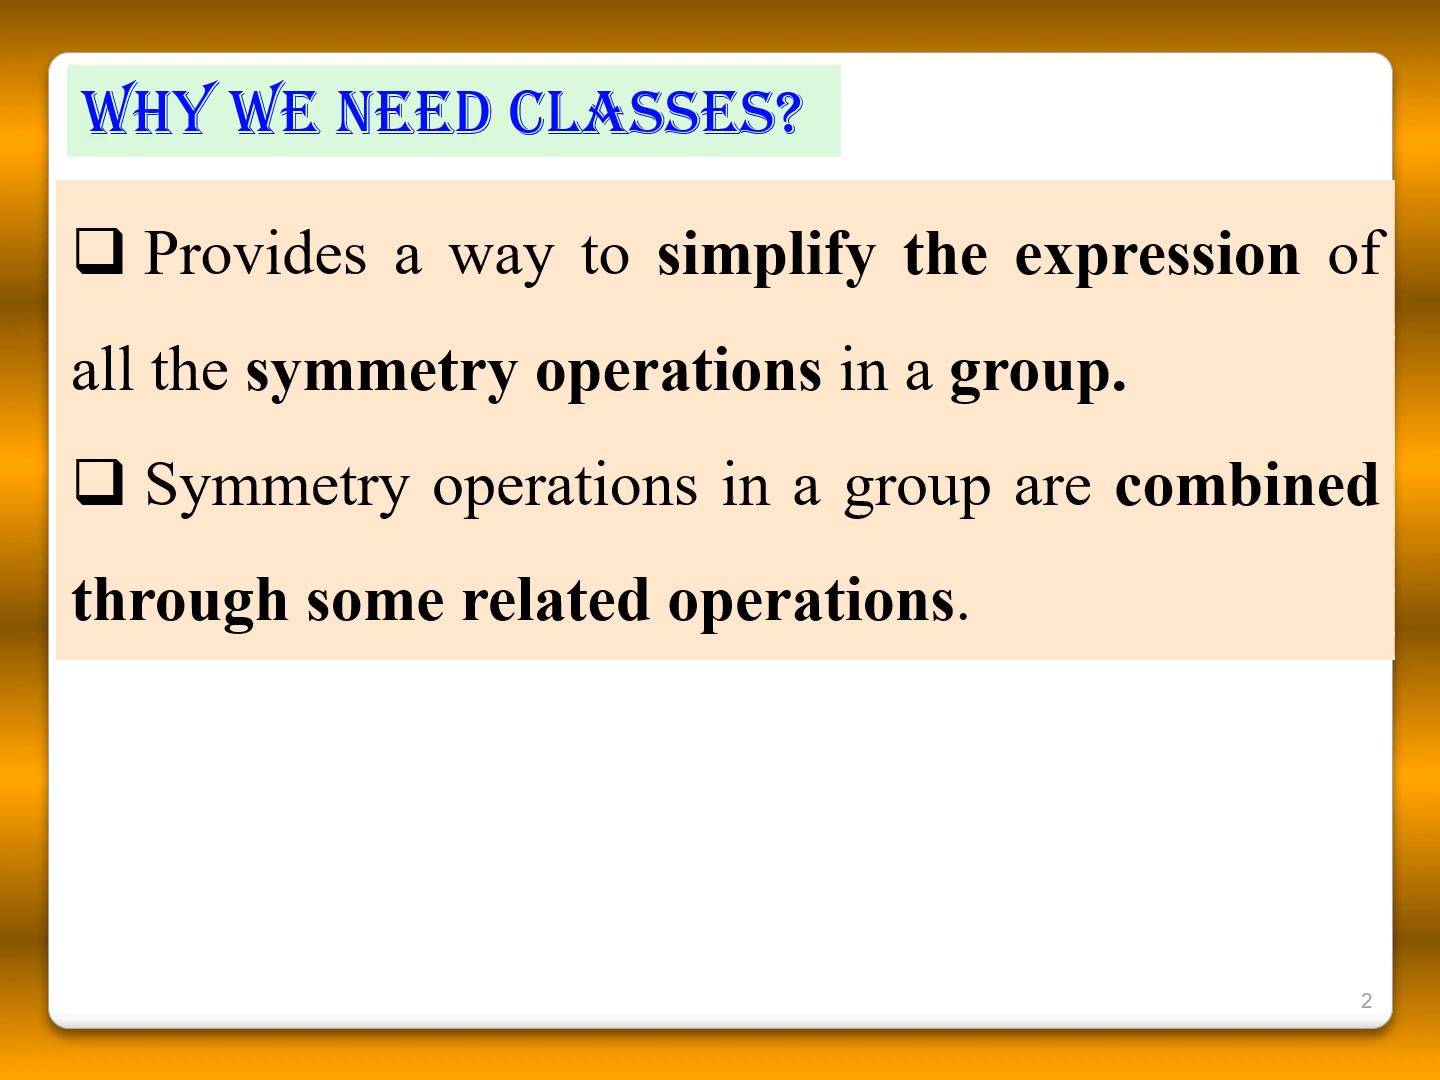 WHY WE NEED CLASSES?
❑ Provides a way to simplify the expression of
all the symmetry operations in a group.
❑ Symmetry operations in a group are combined
through some related operations.
2